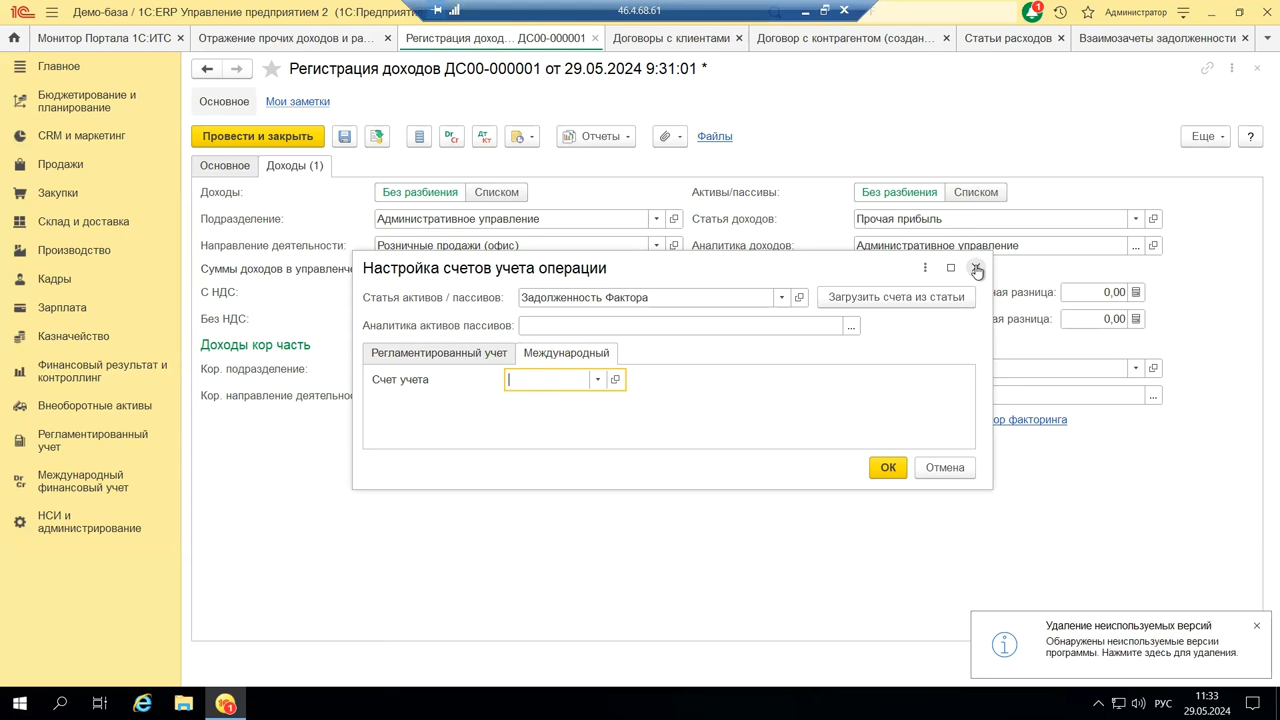 Демо-база / 1С:ERP Управление предприятием 2 (1С:Предприяти
46.4.68.61
1
Администратор
Монитор Портала 1С:ИТС
Отражение прочих доходов и ра...
Регистрация доход... ДС00-000001
Договоры с клиентами
Договор с контрагентом (создан...
Статьи расходов
Взаимозачеты задолженности
Главное
Бюджетирование и
планирование
CRM и маркетинг
Продажи
Закупки
Склад и доставка
Производство
Кадры
Зарплата
Казначейство
Финансовый результат и
контроллинг
Внеоборотные активы
Регламентированный
учет
Международный
финансовый учет
НСИ и
администрирование
Регистрация доходов ДС00-000001 от 29.05.2024 9:31:01 *
Основное
Мои заметки
Провести и закрыть
Отчеты
Файлы
Еще
?
Основное
Доходы (1)
Доходы:
Без разбиения
Списком
Активы/пассивы:
Без разбиения
Списком
Подразделение:
Административное управление
Статья доходов:
Прочая прибыль
Направление деятельности:
Розничные продажи (офис)
Аналитика доходов:
Административное управление
Суммы доходов в управленче
С НДС:
ная разница:
0,00
Без НДС:
ная разница:
0,00
Доходы кор часть
Кор. подразделение:
Кор. направление деятельнос
ор факторинга
Настройка счетов учета операции
Статья активов / пассивов:
Задолженность Фактора
Загрузить счета из статьи
Аналитика активов пассивов:
Регламентированный учет
Международный
Счет учета
ОК
Отмена
Удаление неиспользуемых версий
Обнаружены неиспользуемые версии
программы. Нажмите здесь для удаления.
1
РУС
11:33
29.05.2024